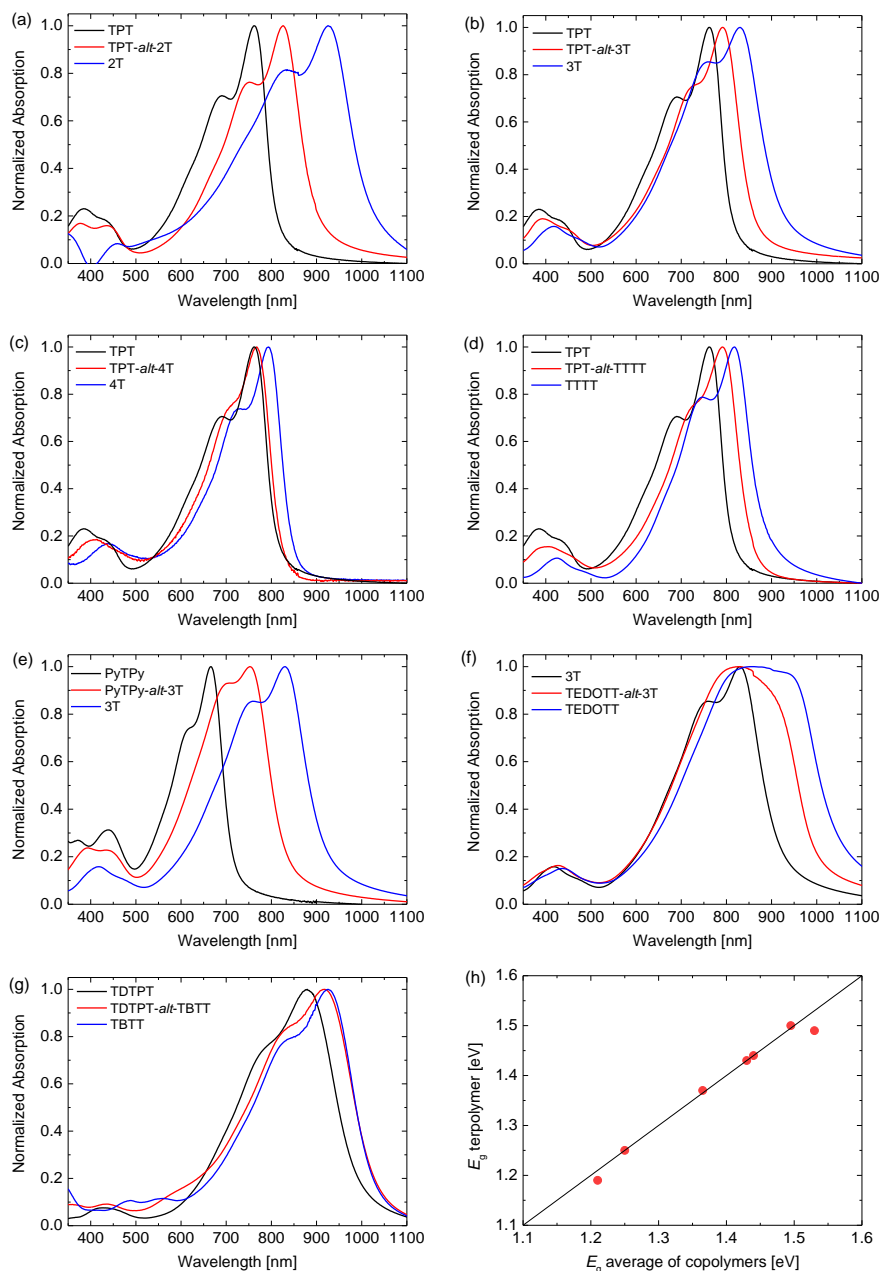 (a)
TPT
TPT-alt-2T
2T
Normalized Absorption
1.0
0.8
0.6
0.4
0.2
0.0
400 500 600 700 800 900 1000 1100
Wavelength [nm]
(b)
TPT
TPT-alt-3T
3T
Normalized Absorption
1.0
0.8
0.6
0.4
0.2
0.0
400 500 600 700 800 900 1000 1100
Wavelength [nm]
(c)
TPT
TPT-alt-4T
4T
Normalized Absorption
1.0
0.8
0.6
0.4
0.2
0.0
400 500 600 700 800 900 1000 1100
Wavelength [nm]
(d)
TPT
TPT-alt-TTTT
TTTT
Normalized Absorption
1.0
0.8
0.6
0.4
0.2
0.0
400 500 600 700 800 900 1000 1100
Wavelength [nm]
(e)
PyTPy
PyTPy-alt-3T
3T
Normalized Absorption
1.0
0.8
0.6
0.4
0.2
0.0
400 500 600 700 800 900 1000 1100
Wavelength [nm]
(f)
3T
TEDOTT-alt-3T
TEDOTT
Normalized Absorption
1.0
0.8
0.6
0.4
0.2
0.0
400 500 600 700 800 900 1000 1100
Wavelength [nm]
(g)
TDTPT
TDTPT-alt-TBTT
TBTT
Normalized Absorption
1.0
0.8
0.6
0.4
0.2
0.0
400 500 600 700 800 900 1000 1100
Wavelength [nm]
(h)
Eg terpolymer [eV]
1.6
1.5
1.4
1.3
1.2
1.1
1.1 1.2 1.3 1.4 1.5 1.6
Eg average of copolymers [eV]